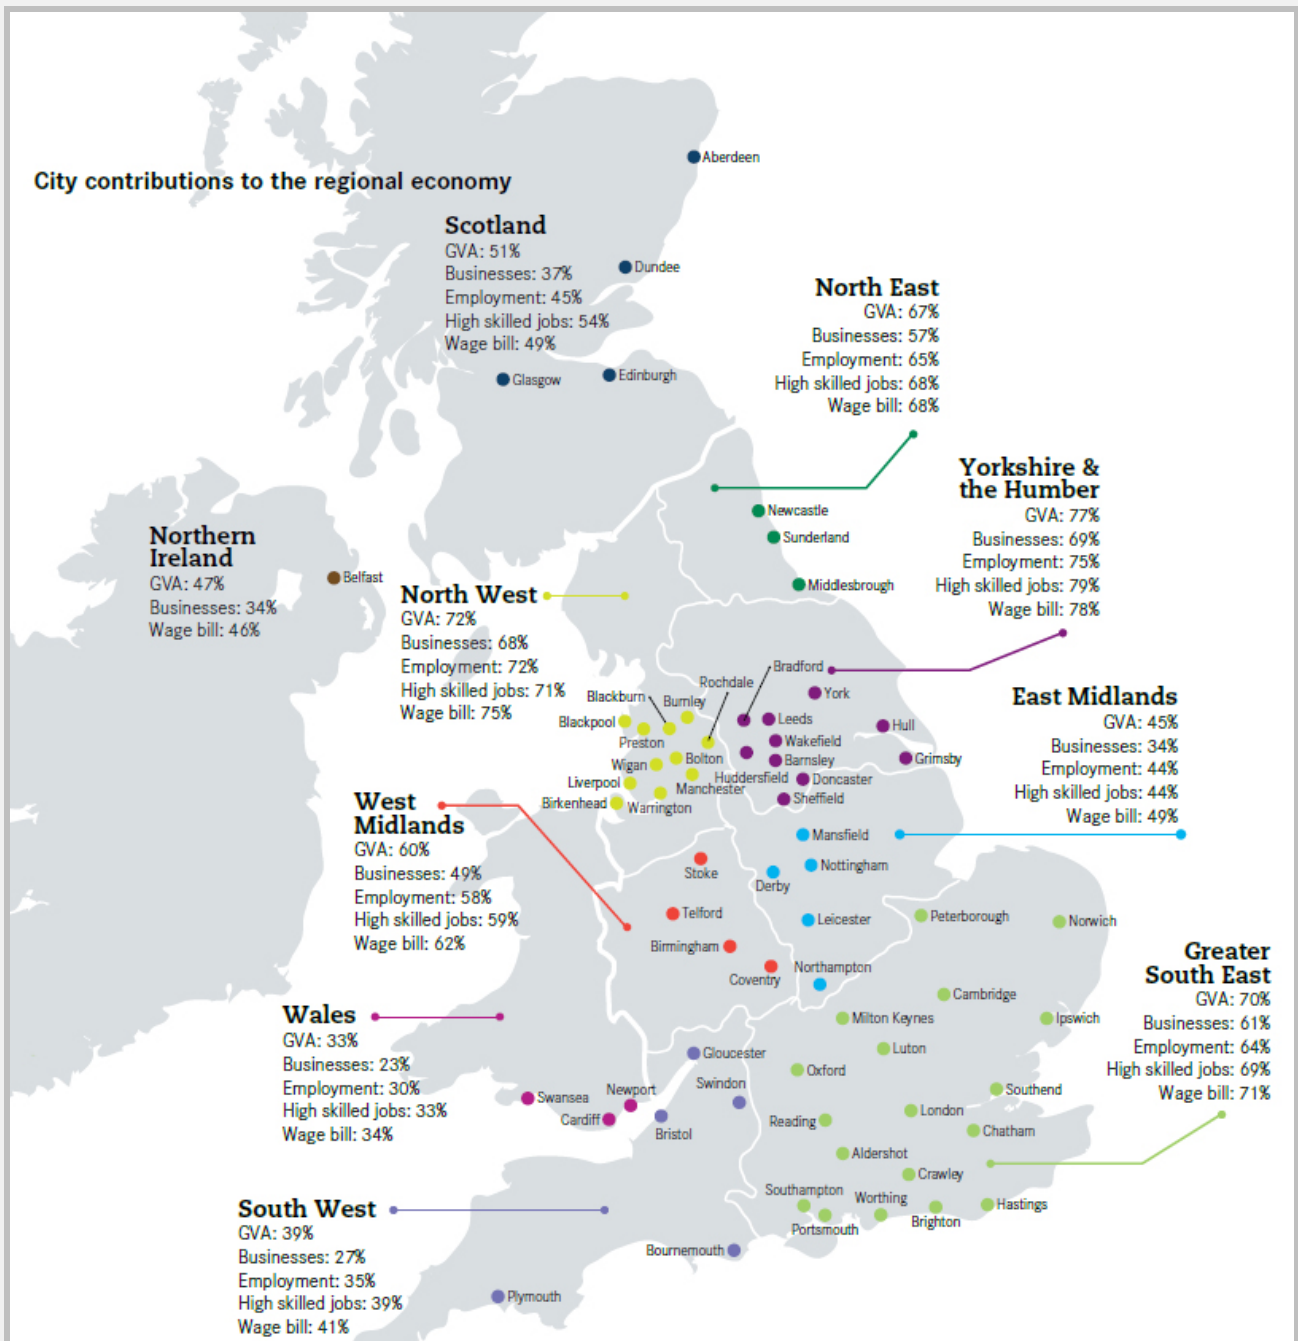 City contributions to the regional economy
Aberdeen
Scotland
GVA: 51%
Businesses: 37%
Employment: 45%
High skilled jobs: 54%
Wage bill: 49%
Dundee
Glasgow
Edinburgh
North East
GVA: 67%
Businesses: 57%
Employment: 65%
High skilled jobs: 68%
Wage bill: 68%
Newcastle
Sunderland
Middlesbrough
Yorkshire &
the Humber
GVA: 77%
Businesses: 69%
Employment: 75%
High skilled jobs: 79%
Wage bill: 78%
Northern
Ireland
GVA: 47%
Businesses: 34%
Wage bill: 46%
Belfast
North West
GVA: 72%
Businesses: 68%
Employment: 72%
High skilled jobs: 71%
Wage bill: 75%
Blackburn
Burnley
Rochdale
Blackpool
Preston
Bolton
Wigan
Liverpool
Manchester
Birkenhead
Warrington
Bradford
York
Leeds
Hull
Wakefield
Barnsley
Grimsby
Huddersfield
Doncaster
Sheffield
East Midlands
GVA: 45%
Businesses: 34%
Employment: 44%
High skilled jobs: 44%
Wage bill: 49%
Mansfield
Nottingham
Derby
Leicester
Northampton
West
Midlands
GVA: 60%
Businesses: 49%
Employment: 58%
High skilled jobs: 59%
Wage bill: 62%
Stoke
Telford
Birmingham
Coventry
Peterborough
Norwich
Greater
South East
GVA: 70%
Businesses: 61%
Employment: 64%
High skilled jobs: 69%
Wage bill: 71%
Cambridge
Milton Keynes
Ipswich
Luton
Oxford
Southend
London
Reading
Chatham
Aldershot
Crawley
Southampton
Worthing
Hastings
Portsmouth
Brighton
Wales
GVA: 33%
Businesses: 23%
Employment: 30%
High skilled jobs: 33%
Wage bill: 34%
Swansea
Newport
Cardiff
Gloucester
Swindon
Bristol
South West
GVA: 39%
Businesses: 27%
Employment: 35%
High skilled jobs: 39%
Wage bill: 41%
Bournemouth
Plymouth